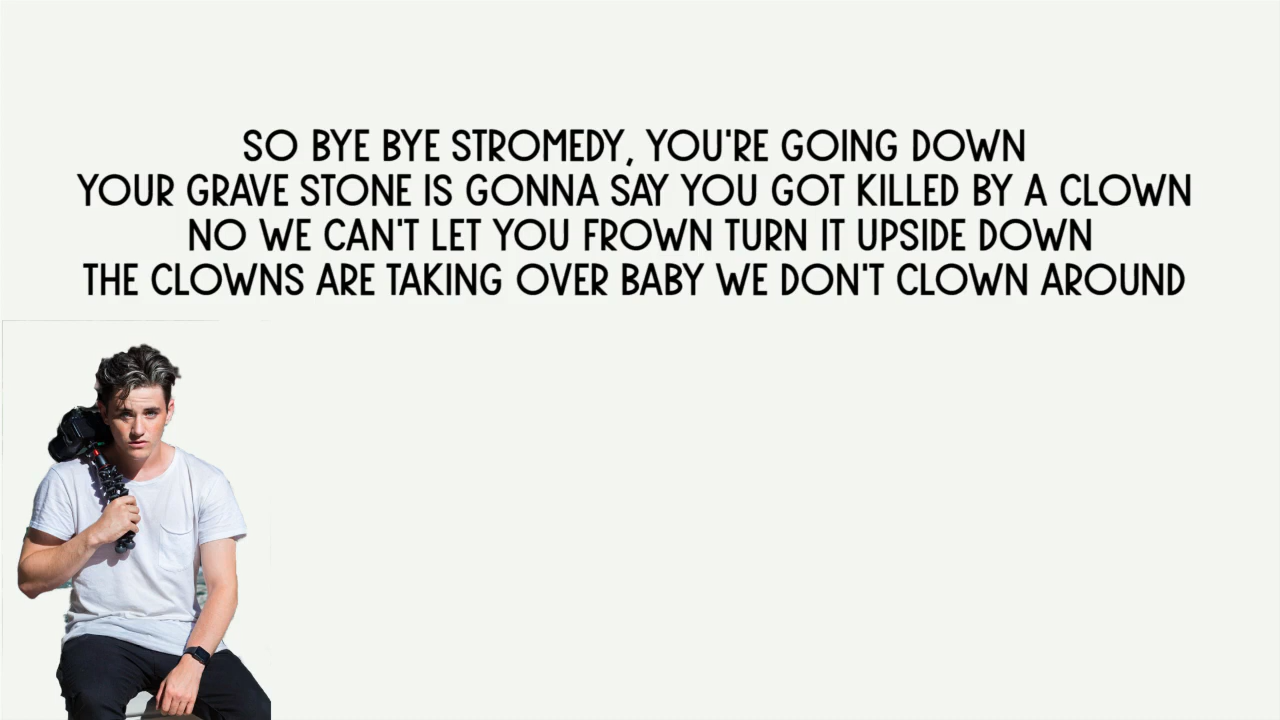 SO BYE BYE STROMEDY, YOU'RE GOING DOWN
YOUR GRAVE STONE IS GONNA SAY YOU GOT KILLED BY A CLOWN
NO WE CAN'T LET YOU FROWN TURN IT UPSIDE DOWN
THE CLOWNS ARE TAKING OVER BABY WE DON'T CLOWN AROUND